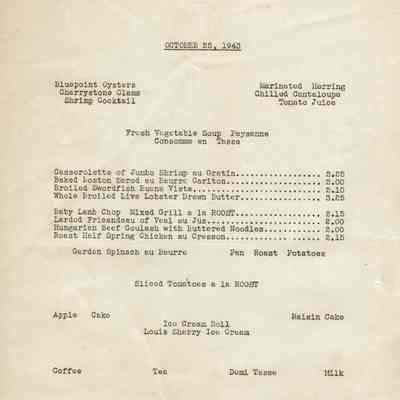 OCTOBER 25, 1943
Bluepoint Oysters Marinated Herring
Cherrystone Clams Chilled Cantaloupe
Shrimp Cocktail Tomato Juice
Fresh Vegetable Soup Paysanne
Consomme en Tasse
Casserolette of Jumbo Shrimp au Gratin.................. 2.25
Baked Boston Scrod au Beurre Cariton.................. 2.00
Broiled Swordfish Buena Vista.................. 2.10
Whole Broiled Live Lobster Drawn Butter.................. 3.25
Baby Lamb Chop Mixed Grill a la ROOST.................. 2.15
Larded Fricandeau of Veal au Jus.................. 2.00
Hungarian Beef Goulash with Buttered Noodles............ 2.00
Roast Half Spring Chicken au Cresson.................. 2.15
Garden Spinach au Beurre Pan Roast Potatoes
Sliced Tomatoes a la ROOST
Apple Cake Raisin Cake
Ice Cream Roll
Louis Sherry Ice Cream
Coffee Tea Demi Tasse Milk